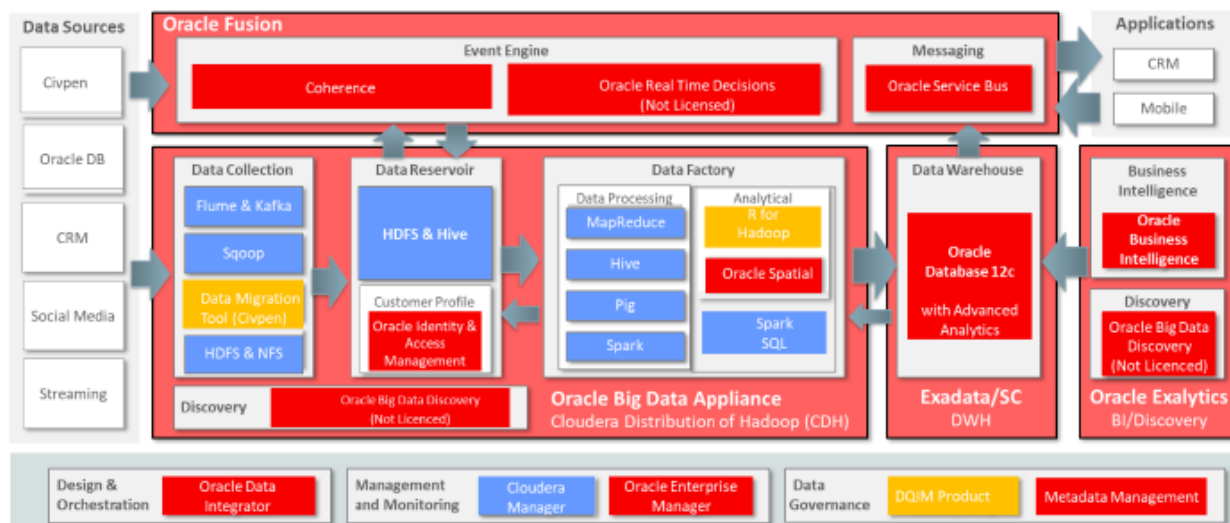 Data Sources
Civpen
Oracle DB
CRM
Social Media
Streaming
Oracle Fusion
Event Engine
Coherence
Oracle Real Time Decisions
(Not Licensed)
Messaging
Oracle Service Bus
Applications
CRM
Mobile
Data Collection
Flume & Kafka
Sqoop
Data Migration
Tool (Civpen)
HDFS & NFS
Data Reservoir
HDFS & Hive
Customer Profile
Oracle Identity &
Access
Management
Data Factory
Data Processing
MapReduce
Hive
Pig
Spark
Analytical
R for
Hadoop
Oracle Spatial
Spark
SQL
Discovery
Oracle Big Data Discovery
(Not Licenced)
Oracle Big Data Appliance
Cloudera Distribution of Hadoop (CDH)
Data Warehouse
Oracle
Database 12c
with Advanced
Analytics
Exadata/SC
DWH
Business
Intelligence
Oracle
Business
Intelligence
Discovery
Oracle Big Data
Discovery
(Not Licenced)
Oracle Exalytics
BI/Discovery
Design &
Orchestration
Oracle Data
Integrator
Management
and Monitoring
Cloudera
Manager
Oracle Enterprise
Manager
Data
Governance
DQIM Product
Metadata Management